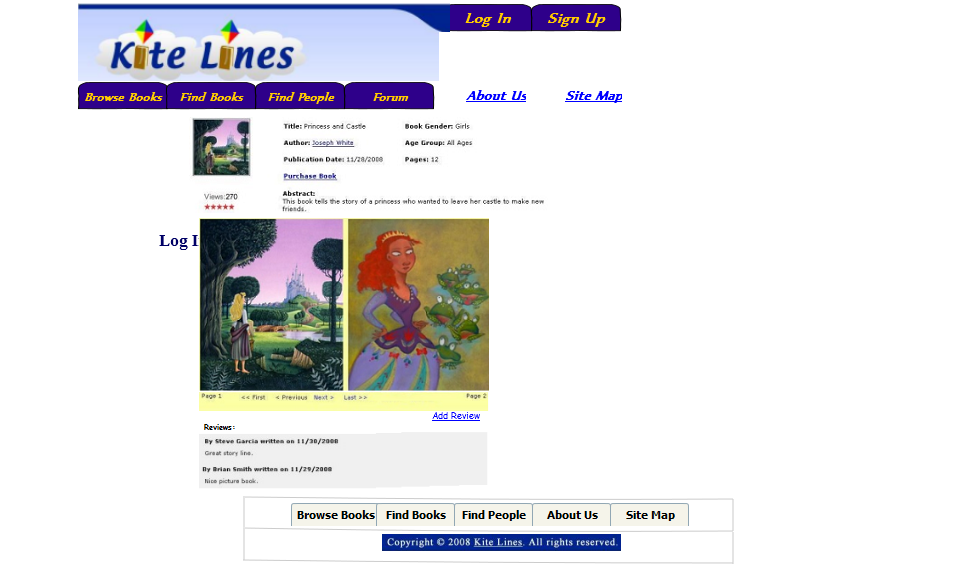 Log In Sign Up
Kite Lines
Browse Books Find Books Find People Forum About Us Site Map
Title: Princess and Castle Book Gender: Girls
Author: Joseph White Age Group: All Ages
Publication Date: 11/28/2008 Pages: 12
Purchase Book
Views:270
Abstract:
This book tells the story of a princess who wanted to leave her castle to make new
friends.
Log I
Page 1 << First < Previous Next > Last >> Page 2
Add Review
Reviews:
By Steve Garcia written on 11/30/2008
Great story line.
By Brian Smith written on 11/29/2008
Nice picture book.
Browse Books Find Books Find People About Us Site Map
Copyright © 2008 Kite Lines. All rights reserved.